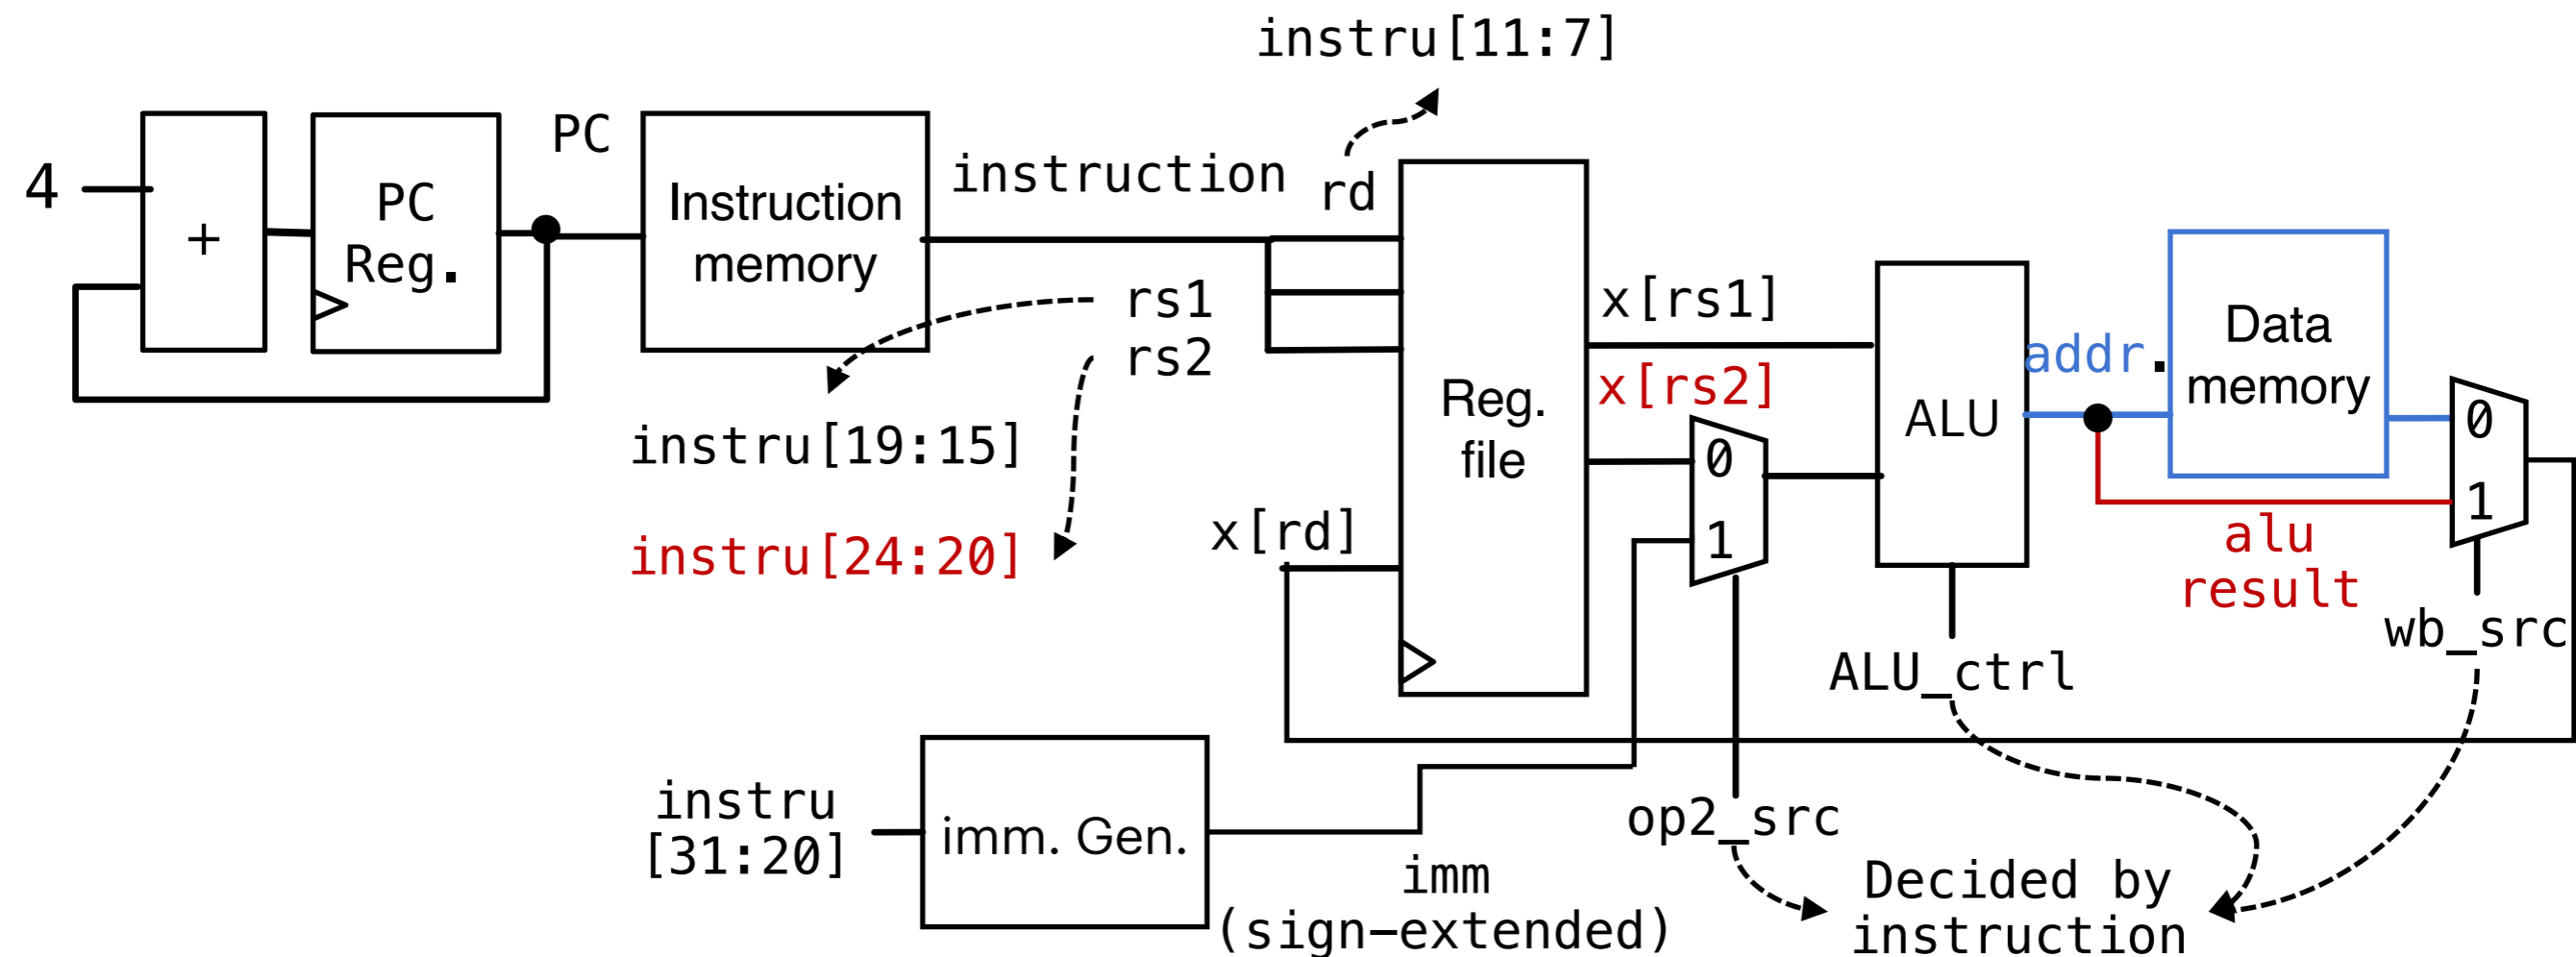 instru[11:7]
PC
4
+
PC
Reg.
Instruction
memory
instruction
rd
rs1
rs2
instru[19:15]
instru[24:20]
x[rd]
Reg.
file
x[rs1]
x[rs2]
0
1
ALU
addr.
Data
memory
0
1
alu
result
wb_src
ALU_ctrl
instru
[31:20]
imm. Gen.
imm
(sign-extended)
op2_src
Decided by
instruction